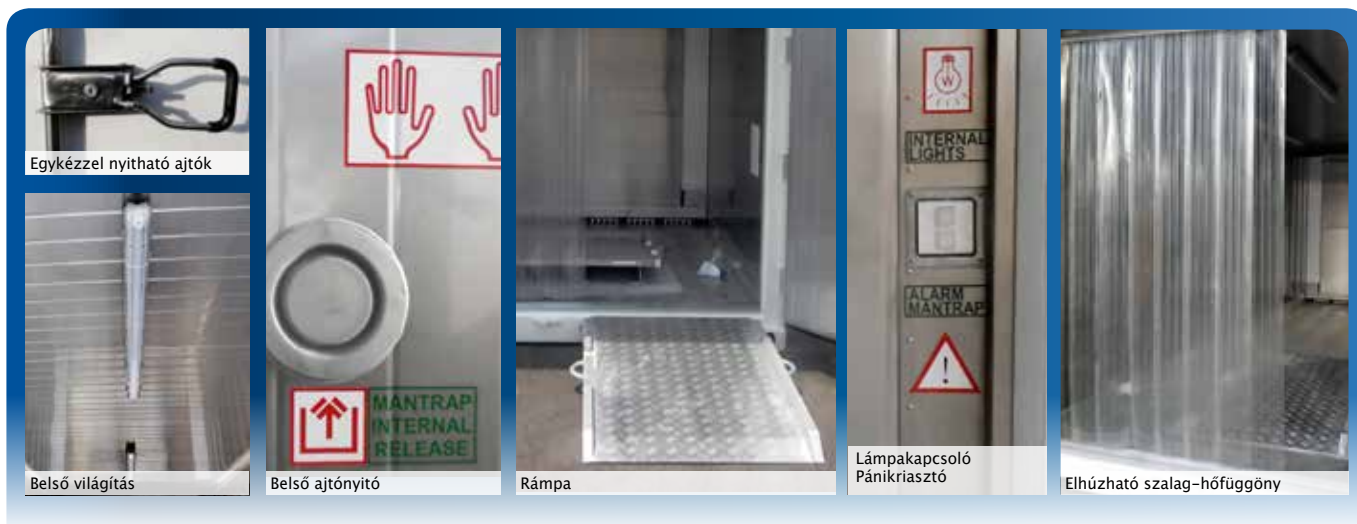 Egykézzel nyitható ajtók
Belső világítás
MANTRAP
INTERNAL
RELEASE
Belső ajtónyitó
Rámpa
W
INTERNAL
LIGHTS
ALARM
MANTRAP
!
Lámpakapcsoló
Pánikriasztó
Elhúzható szalag-hőfüggöny